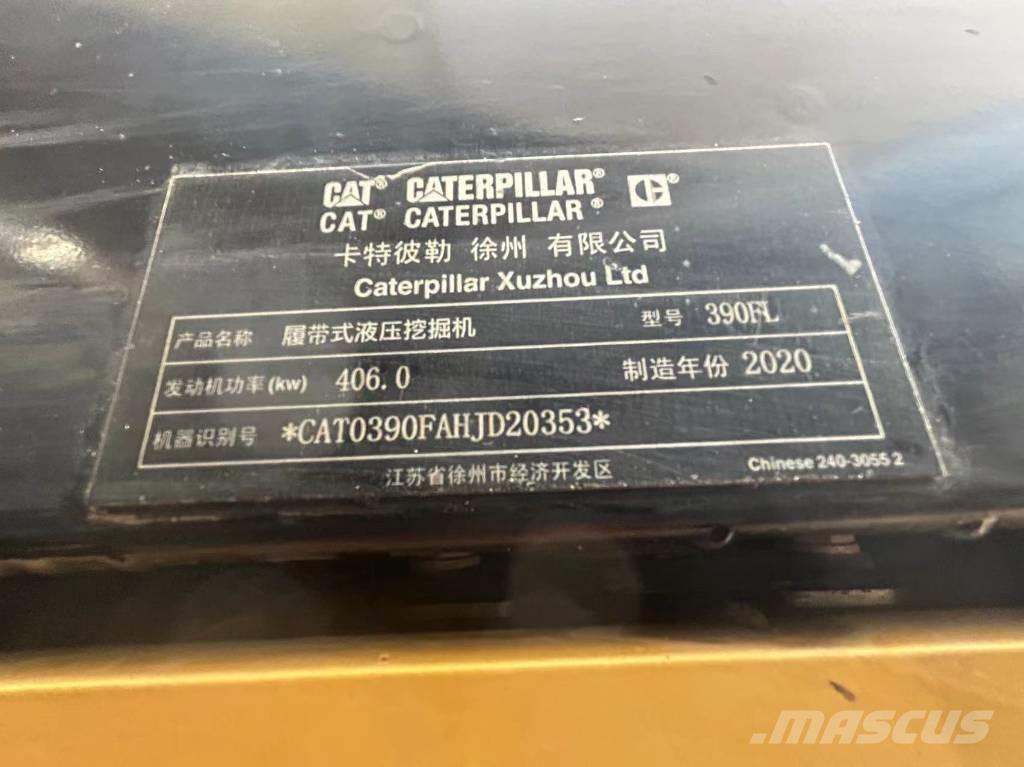 CAT® CATERPILLAR® C®
CAT® CATERPILLAR®
卡特彼勒 徐州 有限公司
Caterpillar Xuzhou Ltd
产品名称 履带式液压挖掘机 型号 390FL
发动机功率(kw) 406.0 制造年份 2020
机器识别号 *CAT0390FAHJD20353*
江苏省徐州市经济开发区 Chinese 240-3055 2
MASCUS